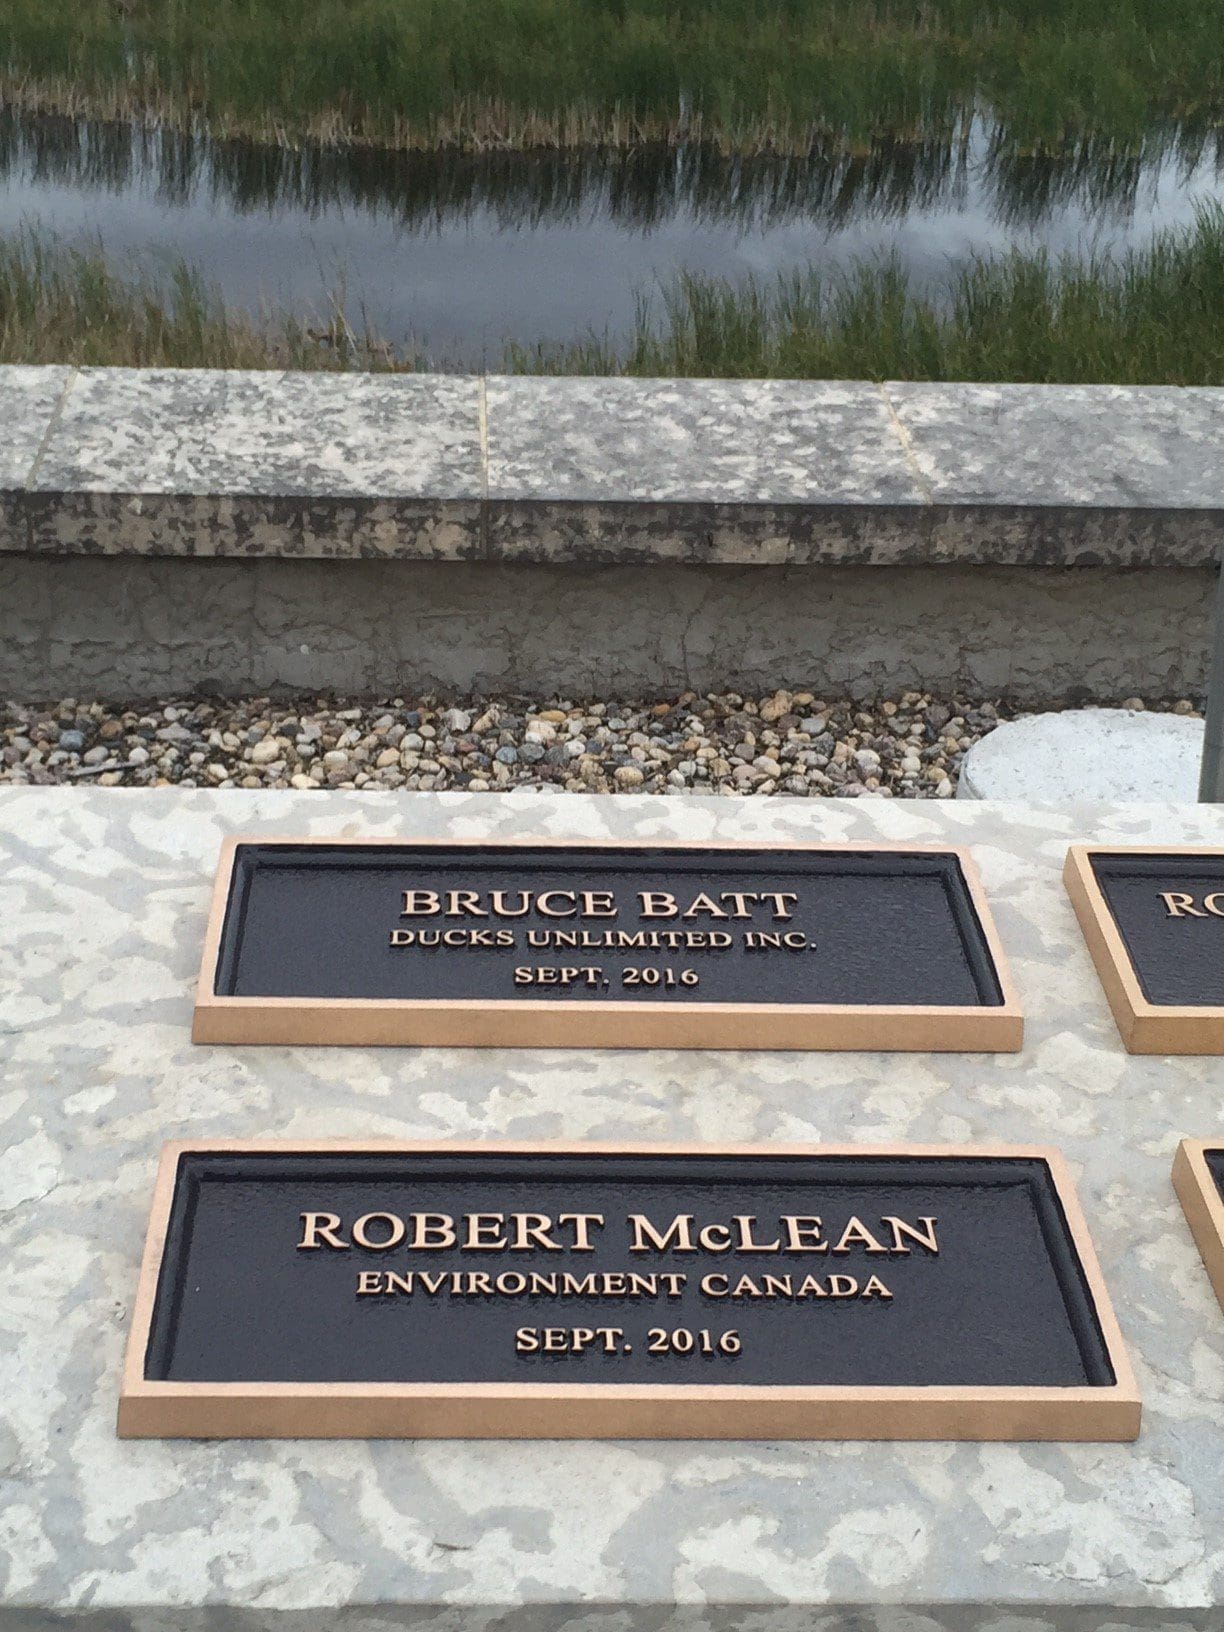 BRUCE BATT
DUCKS UNLIMITED INC.
SEPT. 2016
ROBERT McLEAN
ENVIRONMENT CANADA
SEPT. 2016